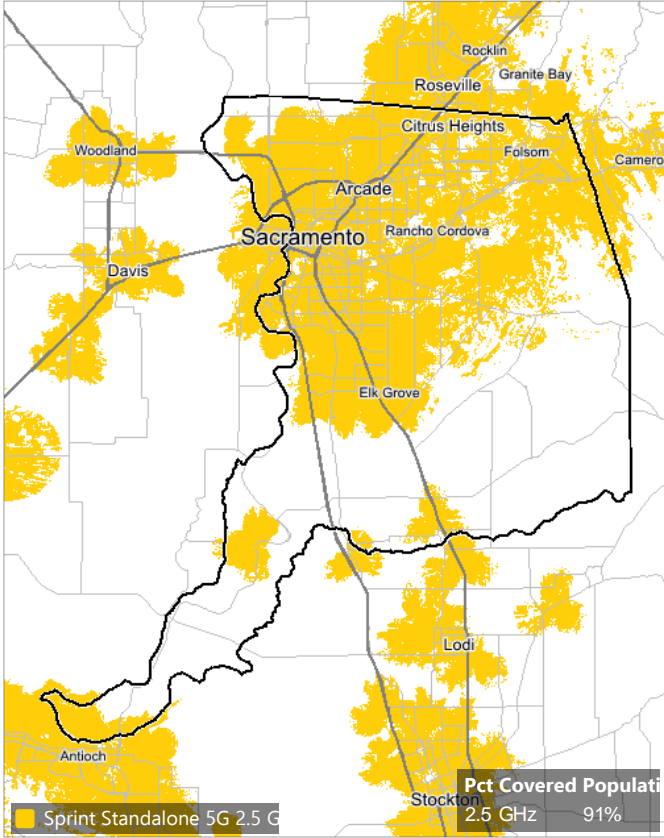 Rocklin
Granite Bay
Roseville
Citrus Heights
Woodland
Folsom
Camero
Arcade
Rancho Cordova
Sacramento
Davis
Elk Grove
Lodi
Antioch
Stockton
Pct Covered Populati
2.5 GHz 91%
Sprint Standalone 5G 2.5 G